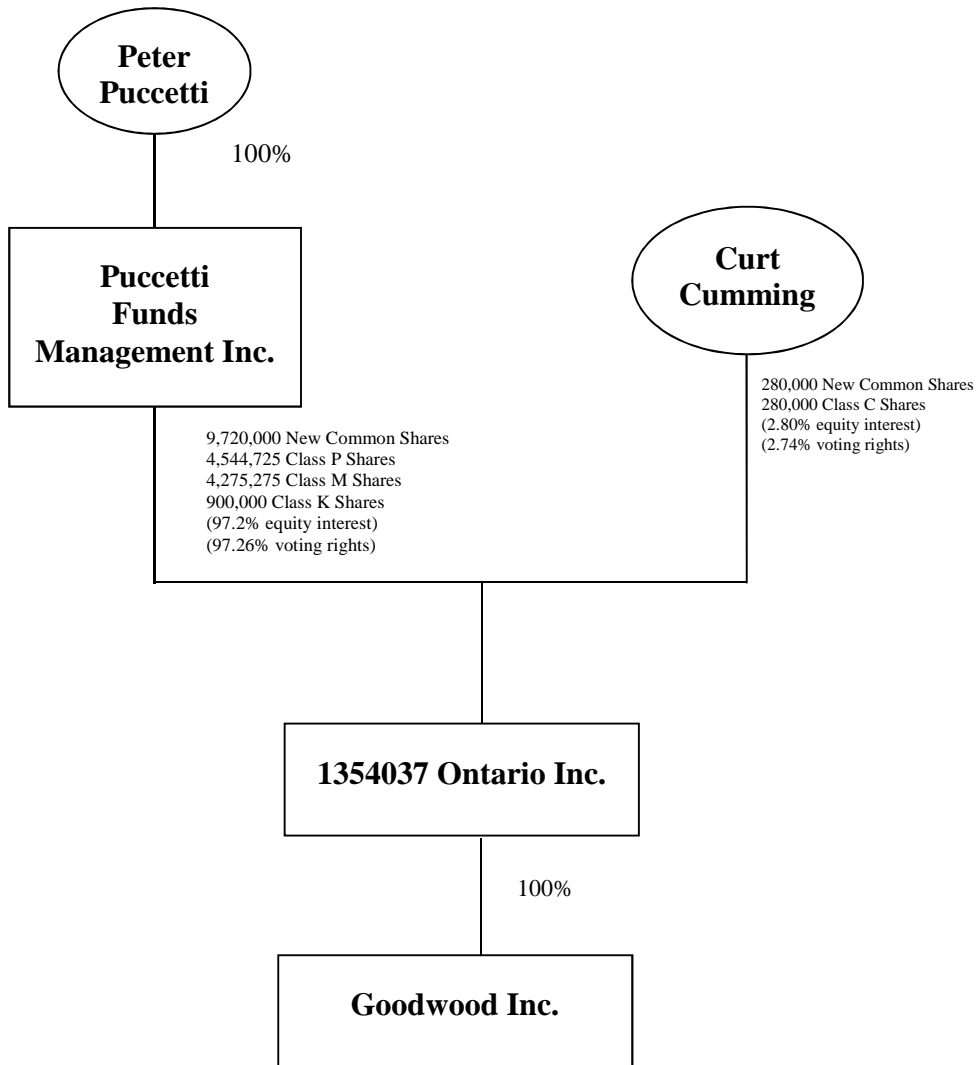 Peter
Puccetti
100%
Puccetti
Funds
Management Inc.
Curt
Cumming
280,000 New Common Shares
280,000 Class C Shares
(2.80% equity interest)
(2.74% voting rights)
9,720,000 New Common Shares
4,544,725 Class P Shares
4,275,275 Class M Shares
900,000 Class K Shares
(97.2% equity interest)
(97.26% voting rights)
1354037 Ontario Inc.
100%
Goodwood Inc.